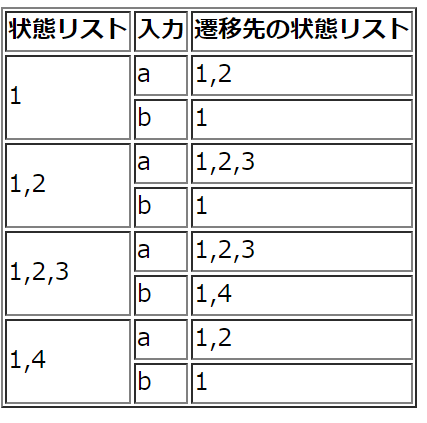 状態リスト 入力 遷移先の状態リスト
1 a 1,2
b 1
1,2 a 1,2,3
b 1
1,2,3 a 1,2,3
b 1,4
1,4 a 1,2
b 1